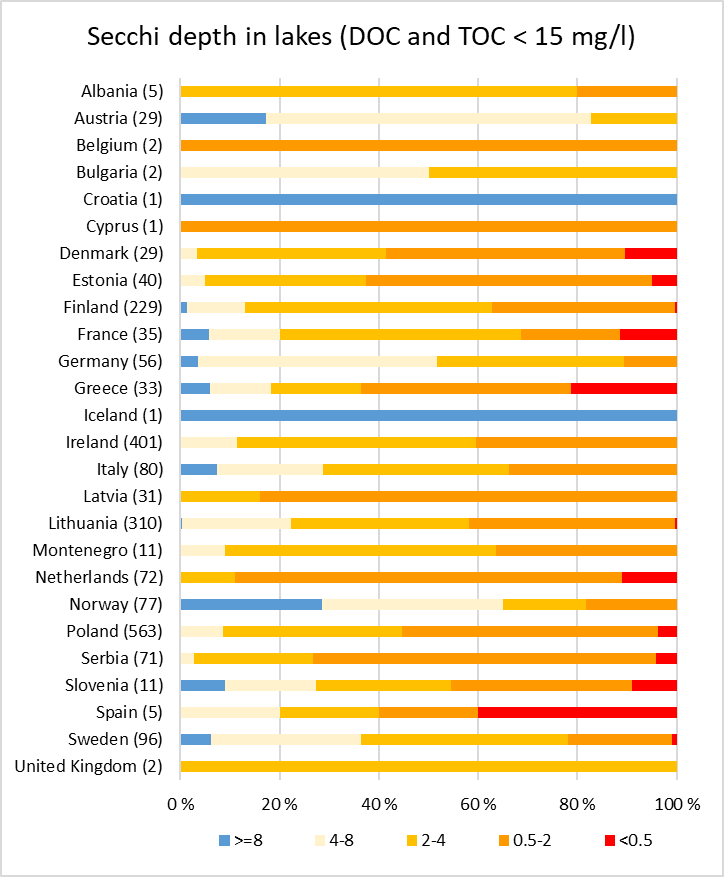 Secchi depth in lakes (DOC and TOC < 15 mg/l)
Albania (5)
Austria (29)
Belgium (2)
Bulgaria (2)
Croatia (1)
Cyprus (1)
Denmark (29)
Estonia (40)
Finland (229)
France (35)
Germany (56)
Greece (33)
Iceland (1)
Ireland (401)
Italy (80)
Latvia (31)
Lithuania (310)
Montenegro (11)
Netherlands (72)
Norway (77)
Poland (563)
Serbia (71)
Slovenia (11)
Spain (5)
Sweden (96)
United Kingdom (2)
0 % 20 % 40 % 60 % 80 % 100 %
>=8 4-8 2-4 0.5-2 <0.5